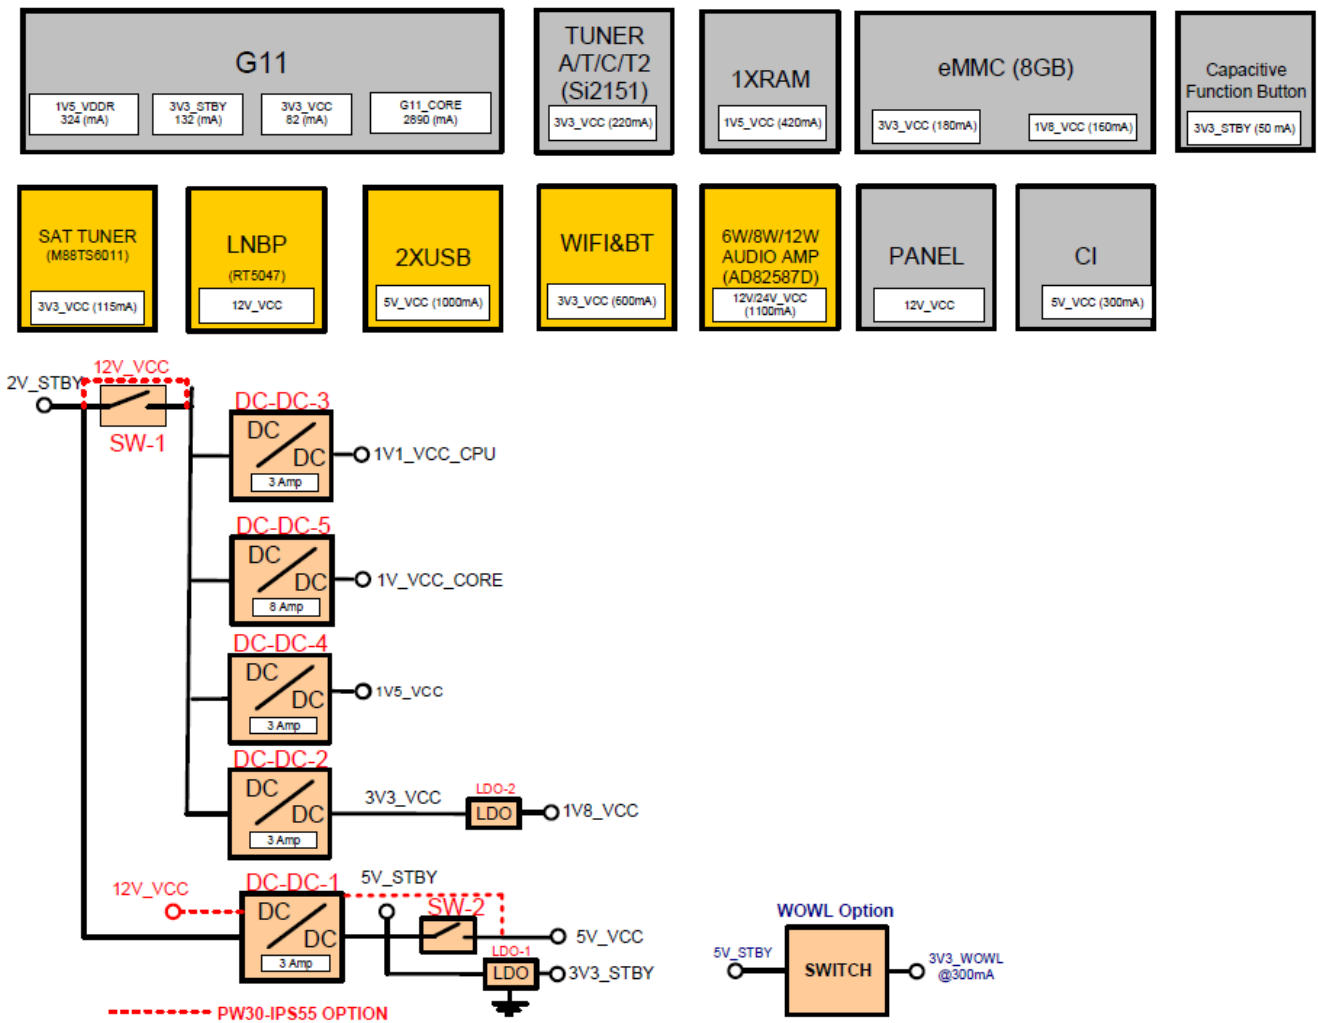 G11
1V5_VDDR
324 (mA)
3V3_STBY
132 (mA)
3V3_VCC
82 (mA)
G11_CORE
2890 (mA)
TUNER
A/T/C/T2
(Si2151)
3V3_VCC (220mA)
1XRAM
1V5_VCC (420mA)
eMMC (8GB)
3V3_VCC (180mA)
1V8_VCC (160mA)
Capacitive
Function Button
3V3_STBY (50 mA)
SAT TUNER
(M88TS6011)
3V3_VCC (115mA)
LNBP
(RT5047)
12V_VCC
2XUSB
5V_VCC (1000mA)
WIFI&BT
3V3_VCC (600mA)
6W/8W/12W
AUDIO AMP
(AD82587D)
12V/24V_VCC
(1100mA)
PANEL
12V_VCC
CI
5V_VCC (300mA)
12V_VCC
2V_STBY
SW-1
DC-DC-3
DC
DC
3 Amp
1V1_VCC_CPU
DC-DC-5
DC
DC
8 Amp
1V_VCC_CORE
DC-DC-4
DC
DC
3 Amp
1V5_VCC
DC-DC-2
DC
DC
3 Amp
3V3_VCC
LDO-2
LDO
1V8_VCC
12V_VCC
DC-DC-1
DC
DC
3 Amp
5V_STBY
SW-2
5V_VCC
LDO-1
LDO
3V3_STBY
PW30-IPS55 OPTION
WOWL Option
5V_STBY
SWITCH
3V3_WOWL
@300mA